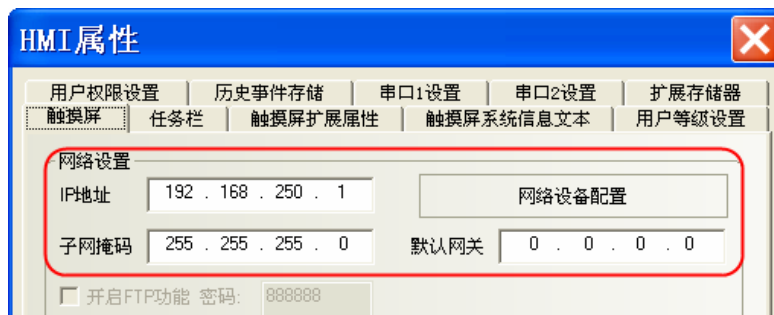 HMI属性
用户权限设置 历史事件存储 串口1设置 串口2设置 扩展存储器
触摸屏 任务栏 触摸屏扩展属性 触摸屏系统信息文本 用户等级设置
网络设置
IP地址 192 . 168 . 250 . 1 网络设备配置
子网掩码 255 . 255 . 255 . 0 默认网关 0 . 0 . 0 . 0
开启FTP功能 密码: 888888